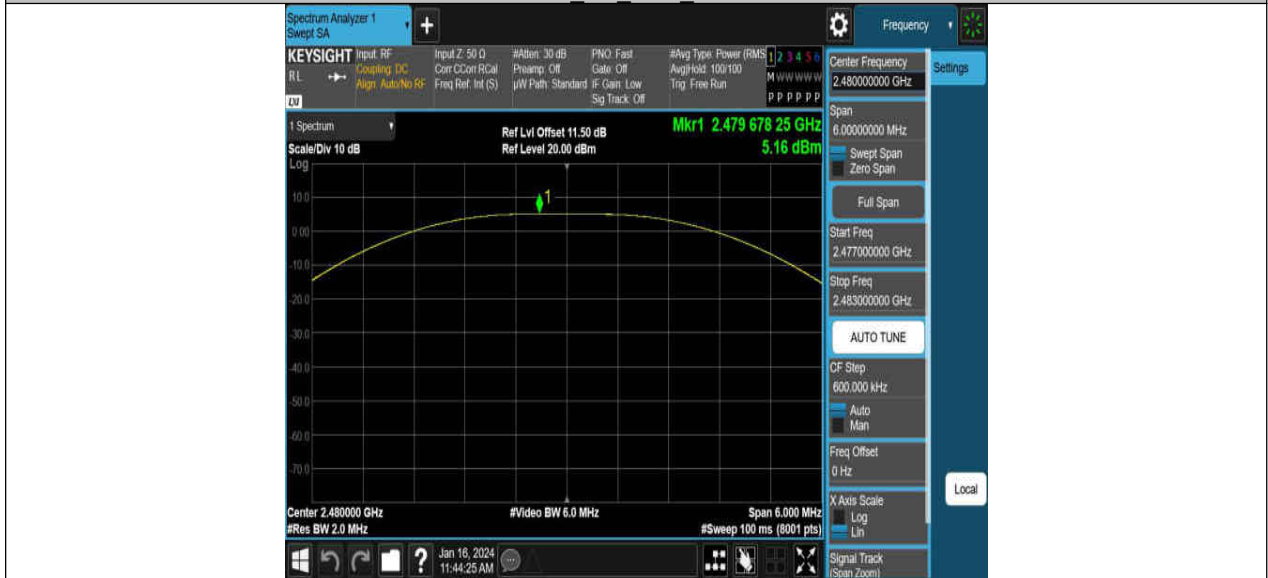 Spectrum Analyzer 1
Swept SA
+
Frequency
KEYSIGHT
RL
LXI
Input: RF
Coupling: DC
Align: Auto/No RF
Input Z: 50 Ω
Corr CCorr RCal
Freq Ref: Int (S)
#Atten: 30 dB
Preamp: Off
µW Path: Standard
PNO: Fast
Gate: Off
IF Gain: Low
Sig Track: Off
#Avg Type: Power (RMS
Avg|Hold: 100/100
Trig: Free Run
1 2 3 4 5 6
M W W W W W
P P P P P P
1 Spectrum
Scale/Div 10 dB
Log
Ref Lvl Offset 11.50 dB
Ref Level 20.00 dBm
Mkr1 2.479 678 25 GHz
5.16 dBm
1
10.0
0.00
-10.0
-20.0
-30.0
-40.0
-50.0
-60.0
-70.0
Center 2.480000 GHz
#Res BW 2.0 MHz
#Video BW 6.0 MHz
Span 6.000 MHz
#Sweep 100 ms (8001 pts)
?
Jan 16, 2024
11:44:25 AM
Center Frequency
2.480000000 GHz
Settings
Span
6.00000000 MHz
Swept Span
Zero Span
Full Span
Start Freq
2.477000000 GHz
Stop Freq
2.483000000 GHz
AUTO TUNE
CF Step
600.000 kHz
Auto
Man
Freq Offset
0 Hz
X Axis Scale
Log
Lin
Local
Signal Track
(Span Zoom)